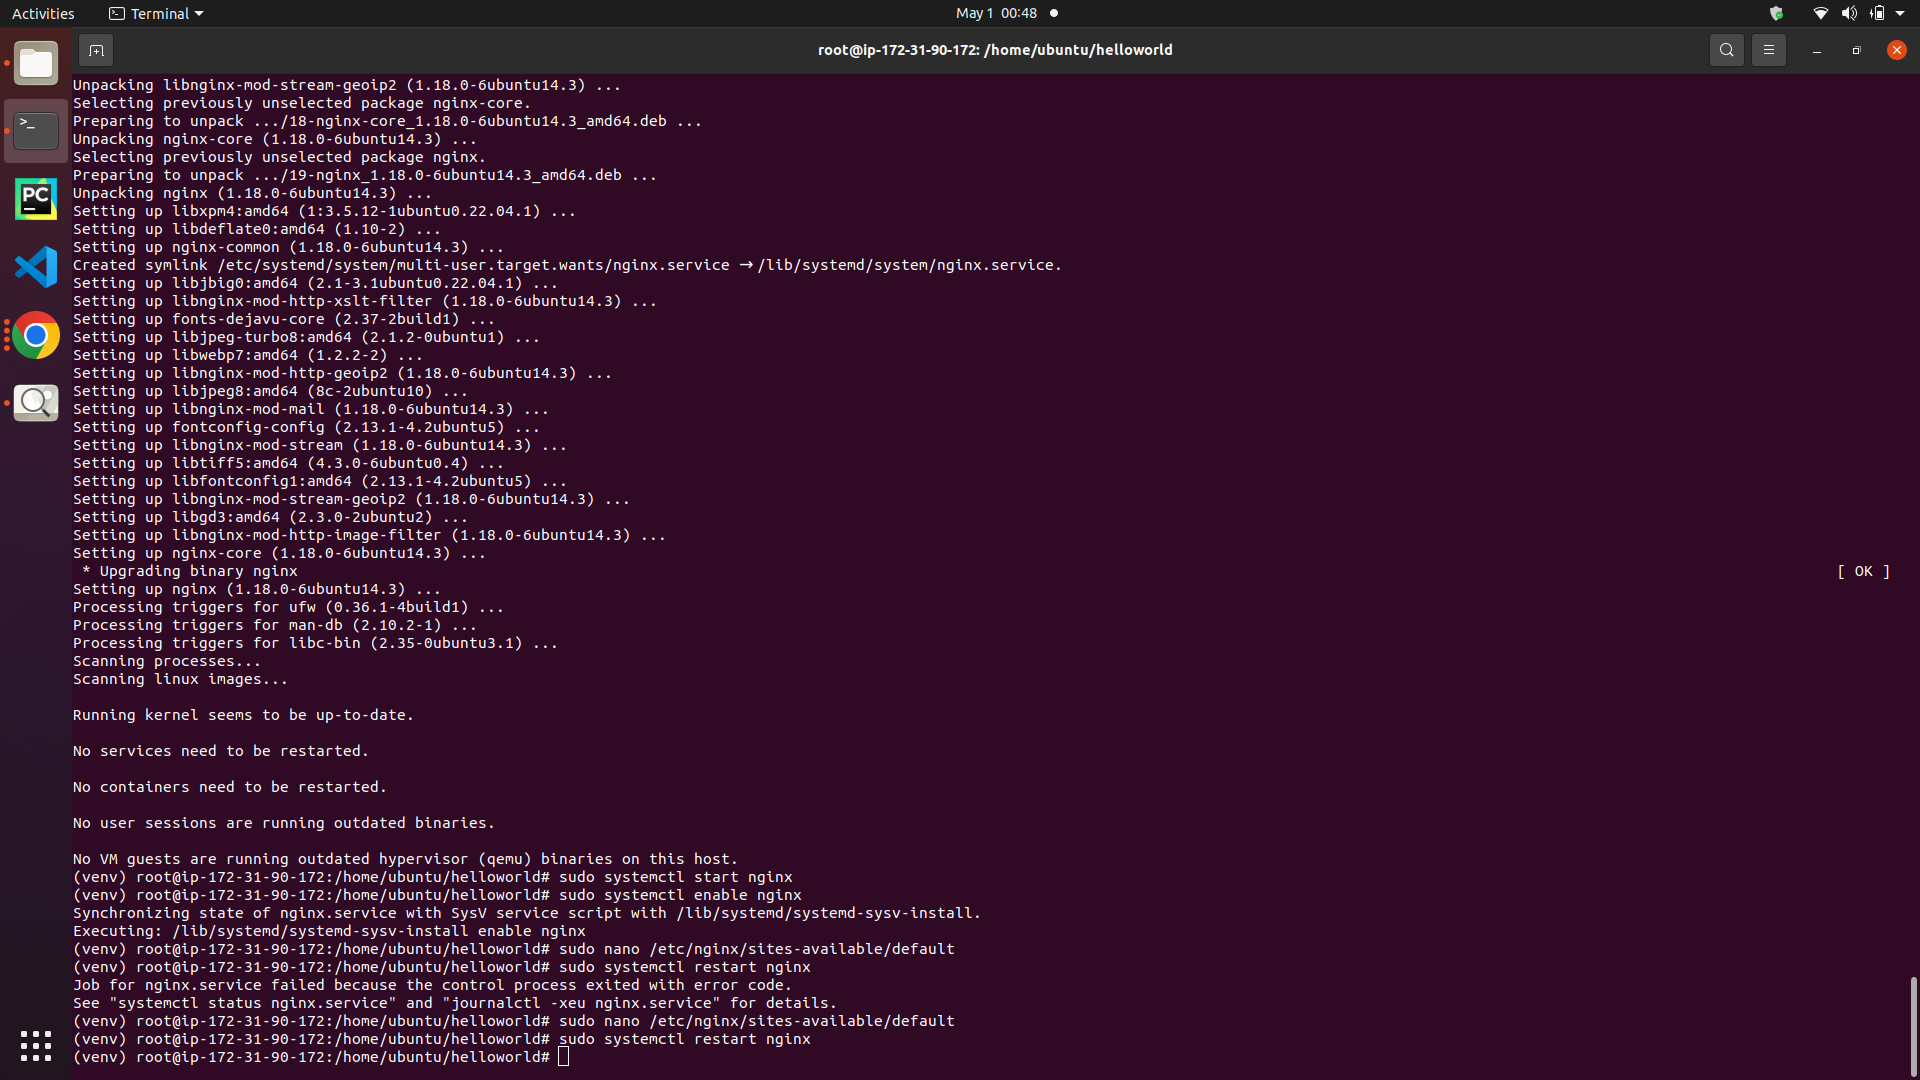 Activities
Terminal
May 1 00:48
root@ip-172-31-90-172: /home/ubuntu/helloworld
PC
Unpacking libnginx-mod-stream-geoip2 (1.18.0-6ubuntu14.3) ...
Selecting previously unselected package nginx-core.
Preparing to unpack .../18-nginx-core_1.18.0-6ubuntu14.3_amd64.deb ...
Unpacking nginx-core (1.18.0-6ubuntu14.3) ...
Selecting previously unselected package nginx.
Preparing to unpack .../19-nginx_1.18.0-6ubuntu14.3_amd64.deb ...
Unpacking nginx (1.18.0-6ubuntu14.3) ...
Setting up libxpm4:amd64 (1:3.5.12-1ubuntu0.22.04.1) ...
Setting up libdeflate0:amd64 (1.10-2) ...
Setting up nginx-common (1.18.0-6ubuntu14.3) ...
Created symlink /etc/systemd/system/multi-user.target.wants/nginx.service → /lib/systemd/system/nginx.service.
Setting up libjbig0:amd64 (2.1-3.1ubuntu0.22.04.1) ...
Setting up libnginx-mod-http-xslt-filter (1.18.0-6ubuntu14.3) ...
Setting up fonts-dejavu-core (2.37-2build1) ...
Setting up libjpeg-turbo8:amd64 (2.1.2-0ubuntu1) ...
Setting up libwebp7:amd64 (1.2.2-2) ...
Setting up libnginx-mod-http-geoip2 (1.18.0-6ubuntu14.3) ...
Setting up libjpeg8:amd64 (8c-2ubuntu10) ...
Setting up libnginx-mod-mail (1.18.0-6ubuntu14.3) ...
Setting up fontconfig-config (2.13.1-4.2ubuntu5) ...
Setting up libnginx-mod-stream (1.18.0-6ubuntu14.3) ...
Setting up libtiff5:amd64 (4.3.0-6ubuntu0.4) ...
Setting up libfontconfig1:amd64 (2.13.1-4.2ubuntu5) ...
Setting up libnginx-mod-stream-geoip2 (1.18.0-6ubuntu14.3) ...
Setting up libgd3:amd64 (2.3.0-2ubuntu2) ...
Setting up libnginx-mod-http-image-filter (1.18.0-6ubuntu14.3) ...
Setting up nginx-core (1.18.0-6ubuntu14.3) ...
* Upgrading binary nginx [ OK ]
Setting up nginx (1.18.0-6ubuntu14.3) ...
Processing triggers for ufw (0.36.1-4build1) ...
Processing triggers for man-db (2.10.2-1) ...
Processing triggers for libc-bin (2.35-0ubuntu3.1) ...
Scanning processes...
Scanning linux images...
Running kernel seems to be up-to-date.
No services need to be restarted.
No containers need to be restarted.
No user sessions are running outdated binaries.
No VM guests are running outdated hypervisor (qemu) binaries on this host.
(venv) root@ip-172-31-90-172:/home/ubuntu/helloworld# sudo systemctl start nginx
(venv) root@ip-172-31-90-172:/home/ubuntu/helloworld# sudo systemctl enable nginx
Synchronizing state of nginx.service with SysV service script with /lib/systemd/systemd-sysv-install.
Executing: /lib/systemd/systemd-sysv-install enable nginx
(venv) root@ip-172-31-90-172:/home/ubuntu/helloworld# sudo nano /etc/nginx/sites-available/default
(venv) root@ip-172-31-90-172:/home/ubuntu/helloworld# sudo systemctl restart nginx
Job for nginx.service failed because the control process exited with error code.
See "systemctl status nginx.service" and "journalctl -xeu nginx.service" for details.
(venv) root@ip-172-31-90-172:/home/ubuntu/helloworld# sudo nano /etc/nginx/sites-available/default
(venv) root@ip-172-31-90-172:/home/ubuntu/helloworld# sudo systemctl restart nginx
(venv) root@ip-172-31-90-172:/home/ubuntu/helloworld#